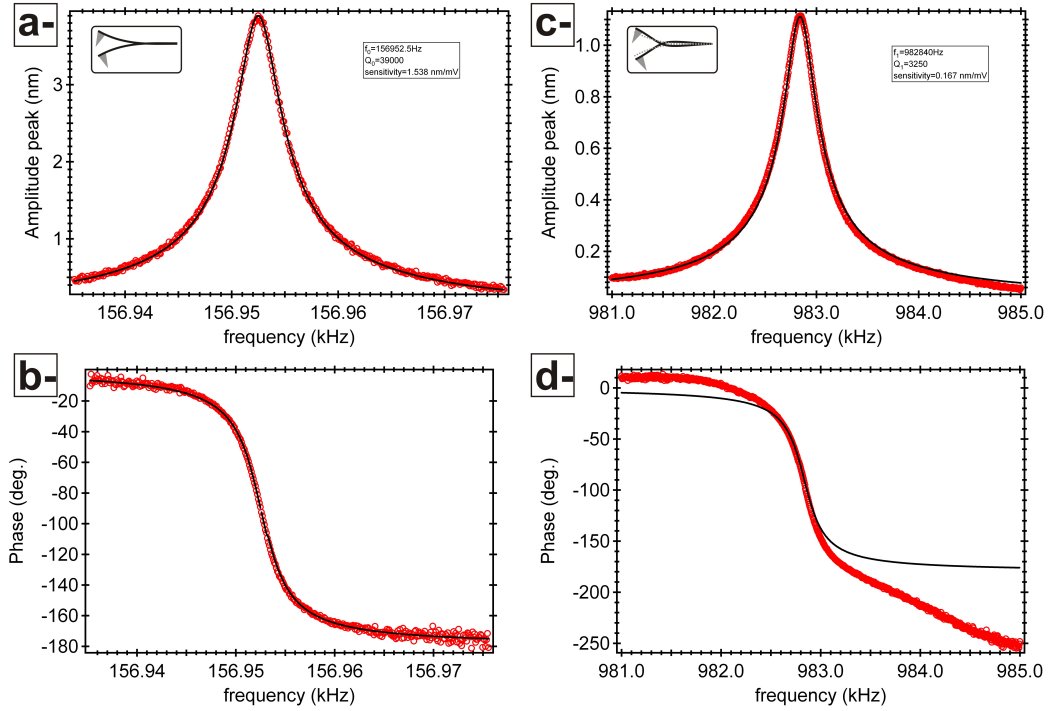 a-
f0=156952.5Hz
Q0=39000
sensitivity=1.538 nm/mV
Amplitude peak (nm)
3
2
1
156.94 156.95 156.96 156.97
frequency (kHz)
c-
f1=982840Hz
Q1=3250
sensitivity=0.167 nm/mV
Amplitude peak (nm)
1.0
0.8
0.6
0.4
0.2
981.0 982.0 983.0 984.0 985.0
frequency (kHz)
b-
Phase (deg.)
-20
-40
-60
-80
-100
-120
-140
-160
-180
156.94 156.95 156.96 156.97
frequency (kHz)
d-
Phase (deg.)
0
-50
-100
-150
-200
-250
981.0 982.0 983.0 984.0 985.0
frequency (kHz)